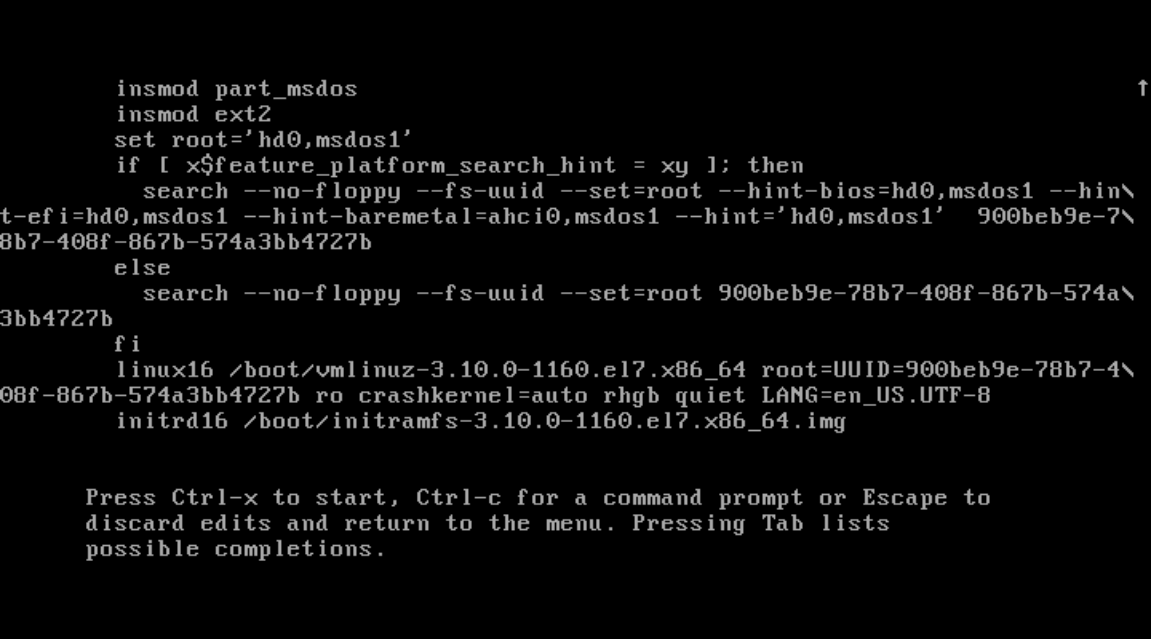 insmod part_msdos
↑
insmod ext2
set root='hd0,msdos1'
if [ x$feature_platform_search_hint = xy ]; then
search --no-floppy --fs-uuid --set=root --hint-bios=hd0,msdos1 --hin\
t-efi=hd0,msdos1 --hint-baremetal=ahci0,msdos1 --hint='hd0,msdos1'  900beb9e-7\
8b7-408f-867b-574a3bb4727b
else
search --no-floppy --fs-uuid --set=root 900beb9e-78b7-408f-867b-574a\
3bb4727b
fi
linux16 /boot/vmlinuz-3.10.0-1160.el7.x86_64 root=UUID=900beb9e-78b7-4\
08f-867b-574a3bb4727b ro crashkernel=auto rhgb quiet LANG=en_US.UTF-8
initrd16 /boot/initramfs-3.10.0-1160.el7.x86_64.img
Press Ctrl-x to start, Ctrl-c for a command prompt or Escape to
discard edits and return to the menu. Pressing Tab lists
possible completions.